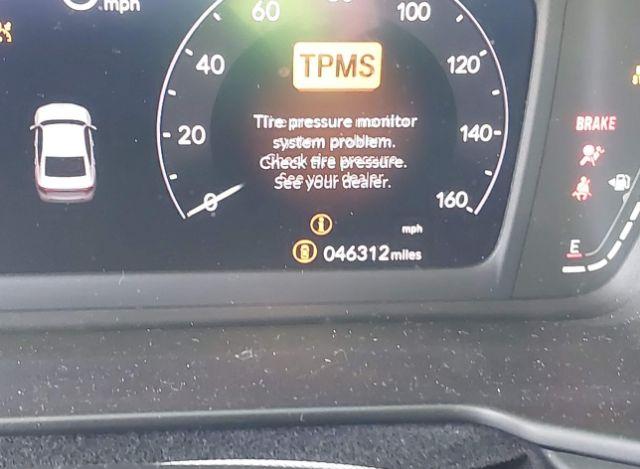 mph
60
80
100
40
TPMS
120
Tire pressure monitor
system problem.
Check tire pressure.
See your dealer.
20
140
0
160
BRAKE
mph
046312 miles
E